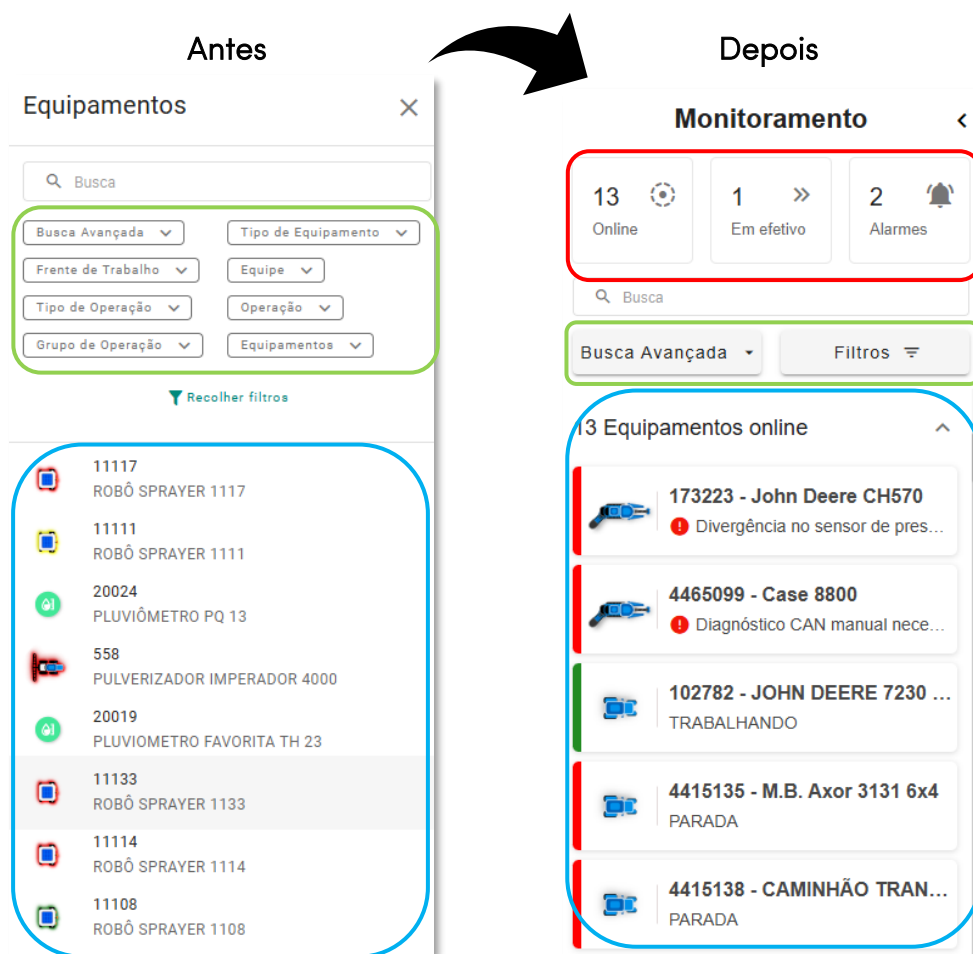 Antes
Equipamentos
Busca
Busca Avançada
Tipo de Equipamento
Frente de Trabalho
Equipe
Tipo de Operação
Operação
Grupo de Operação
Equipamentos
Recolher filtros
11117
ROBÔ SPRAYER 1117
11111
ROBÔ SPRAYER 1111
20024
PLUVIÔMETRO PQ 13
558
PULVERIZADOR IMPERADOR 4000
20019
PLUVIOMETRO FAVORITA TH 23
11133
ROBÔ SPRAYER 1133
11114
ROBÔ SPRAYER 1114
11108
ROBÔ SPRAYER 1108
Depois
Monitoramento
13
Online
1
Em efetivo
2
Alarmes
Busca
Busca Avançada
Filtros
13 Equipamentos online
173223 - John Deere CH570
Divergência no sensor de pres...
4465099 - Case 8800
Diagnóstico CAN manual nece...
102782 - JOHN DEERE 7230 ...
TRABALHANDO
4415135 - M.B. Axor 3131 6x4
PARADA
4415138 - CAMINHÃO TRAN...
PARADA